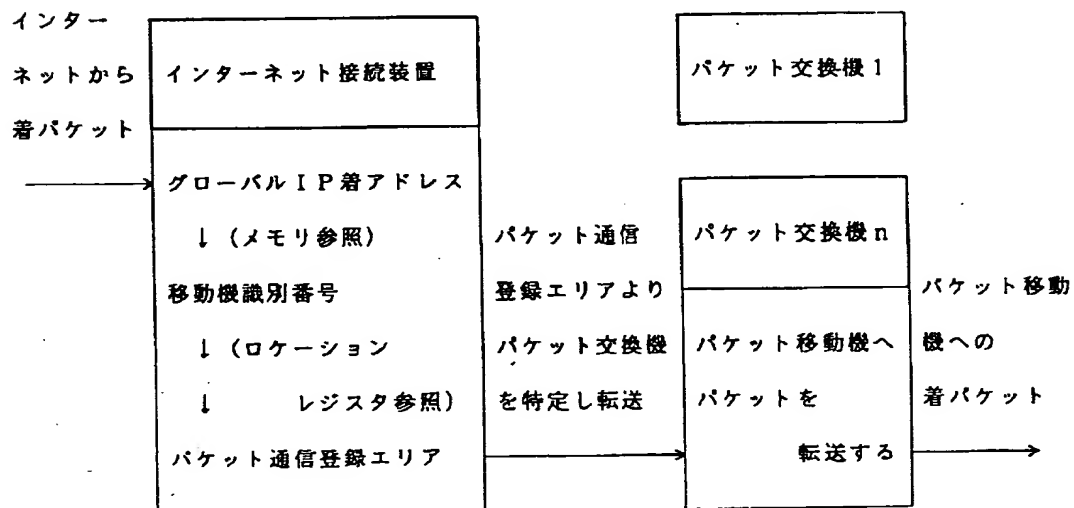 インター
ネットから
着パケット
インターネット接続装置
グローバルIP着アドレス
↓(メモリ参照)
移動機識別番号
↓(ロケーション
↓ レジスタ参照)
パケット通信登録エリア
パケット通信
登録エリアより
パケット交換機
を特定し転送
パケット交換機1
パケット交換機n
パケット移動機へ
パケットを
転送する
パケット移動
機への
着パケット